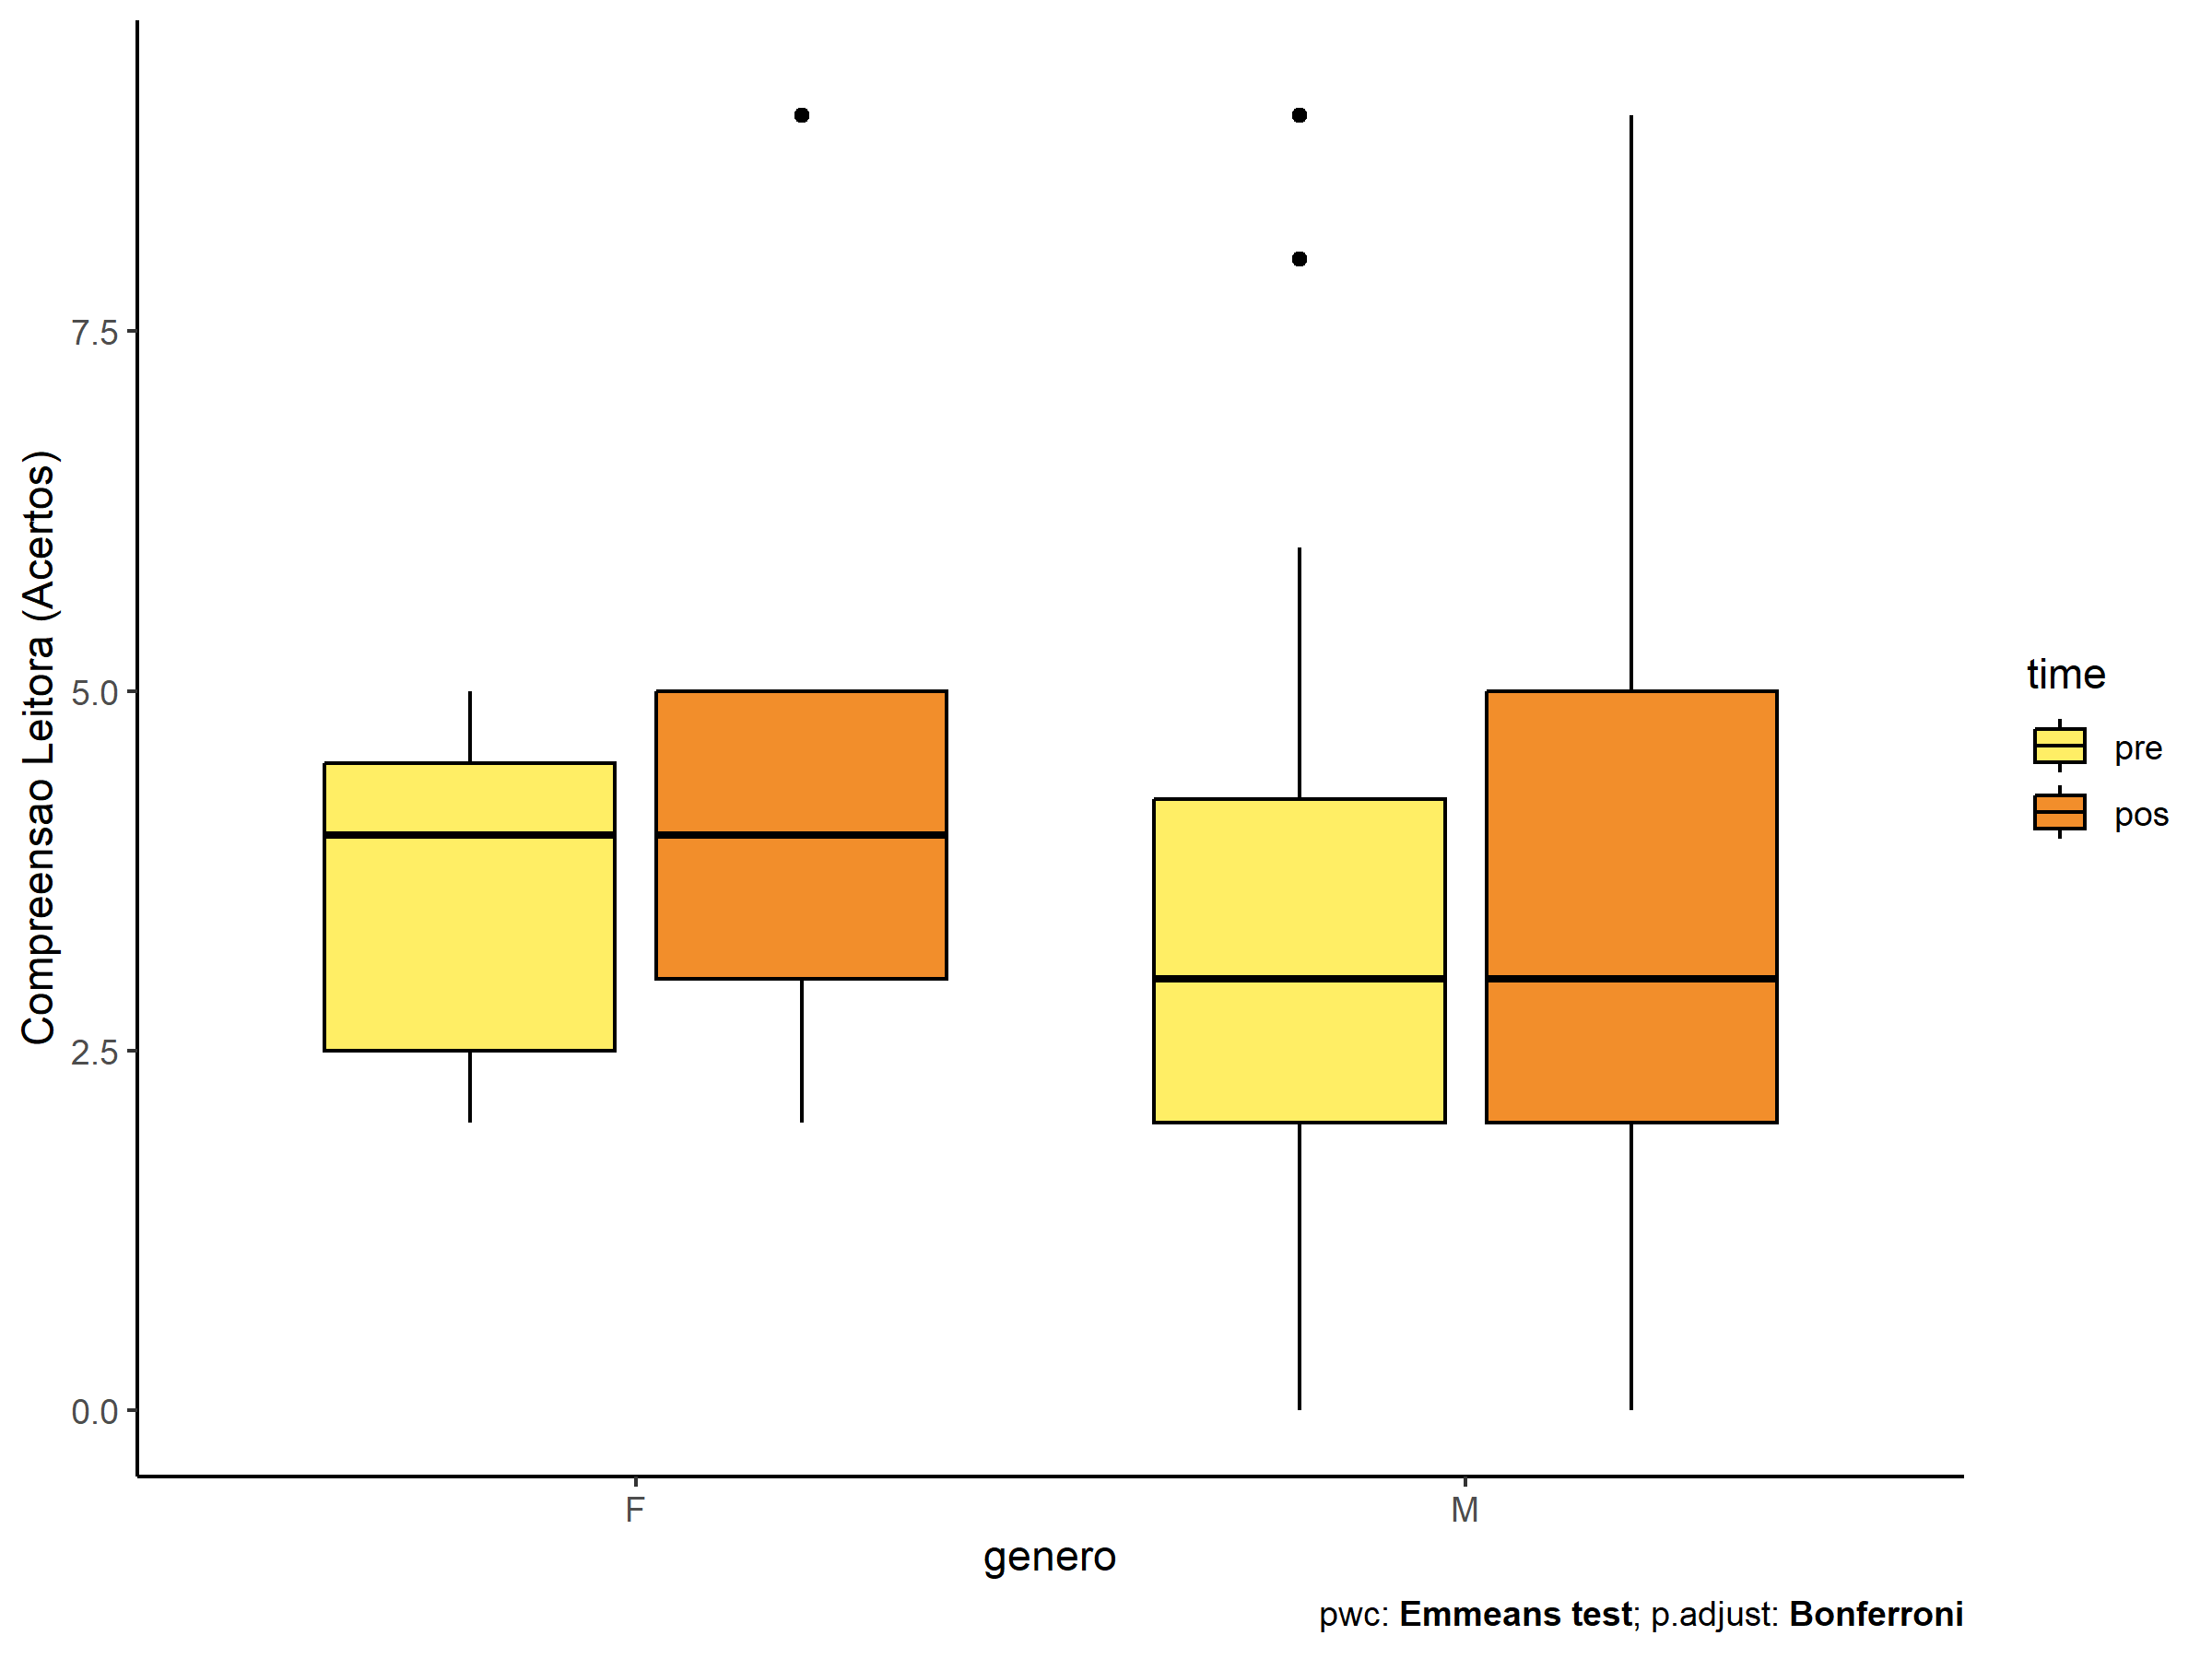 Compreensao Leitora (Acertos)
7.5
5.0
2.5
0.0
F
M
genero
time
pre
pos
pwc: Emmeans test; p.adjust: Bonferroni